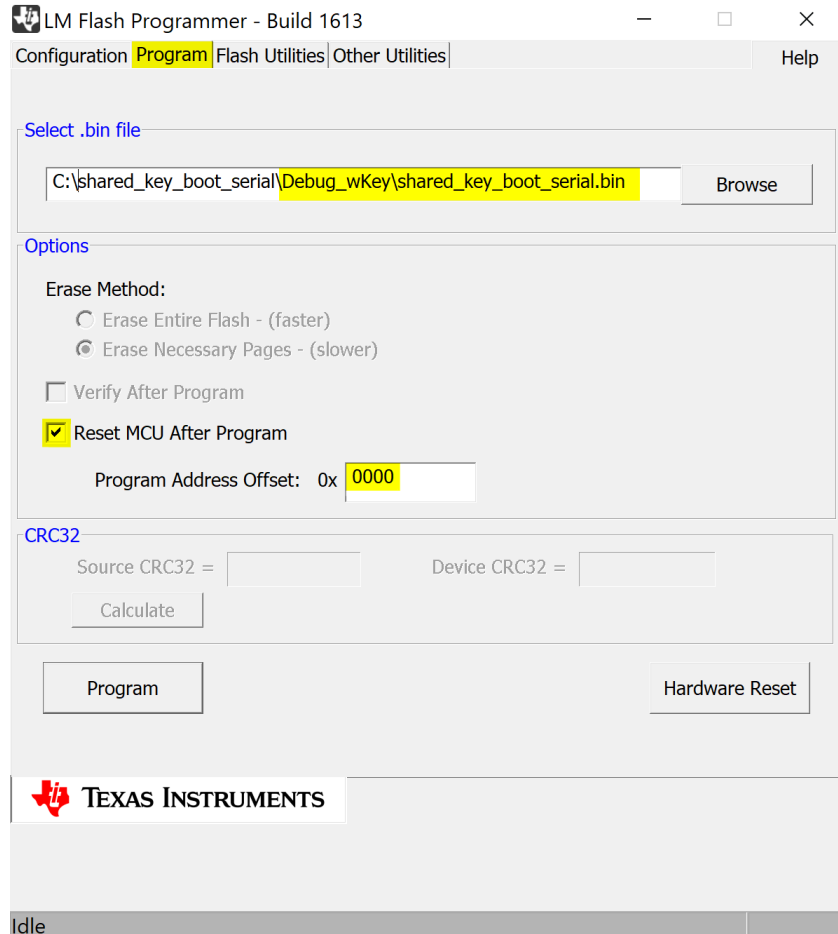 LM Flash Programmer - Build 1613
Configuration Program Flash Utilities Other Utilities Help
Select .bin file
C:\shared_key_boot_serial\Debug_wKey\shared_key_boot_serial.bin Browse
Options
Erase Method:
Erase Entire Flash - (faster)
Erase Necessary Pages - (slower)
Verify After Program
Reset MCU After Program
Program Address Offset: 0x 0000
CRC32
Source CRC32 = Device CRC32 =
Calculate
Program Hardware Reset
TEXAS INSTRUMENTS
Idle